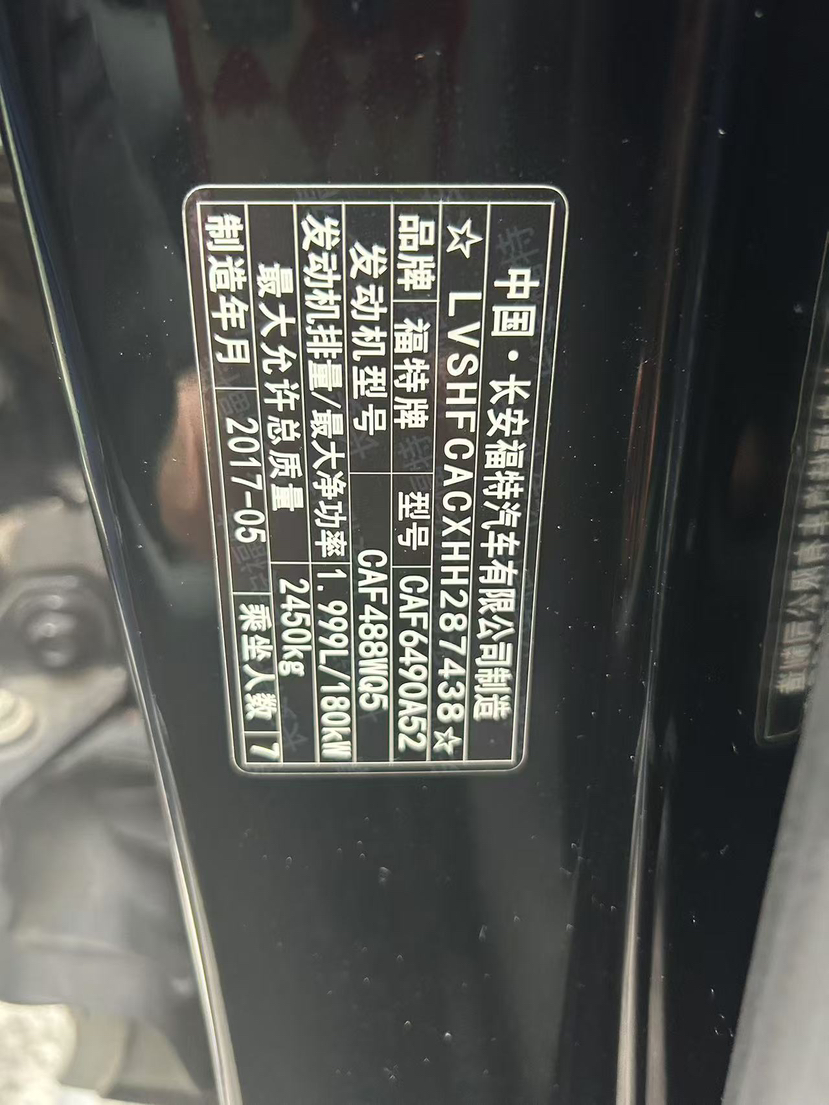 中国·长安福特汽车有限公司制造
☆ LVSHFCACXHH287438☆
品牌 福特牌 型号 CAF6490A52
发动机型号 CAF488WQ5
发动机排量/最大净功率 1.999L/180kW
最大允许总质量 2450kg
制造年月 2017-05 乘坐人数 7